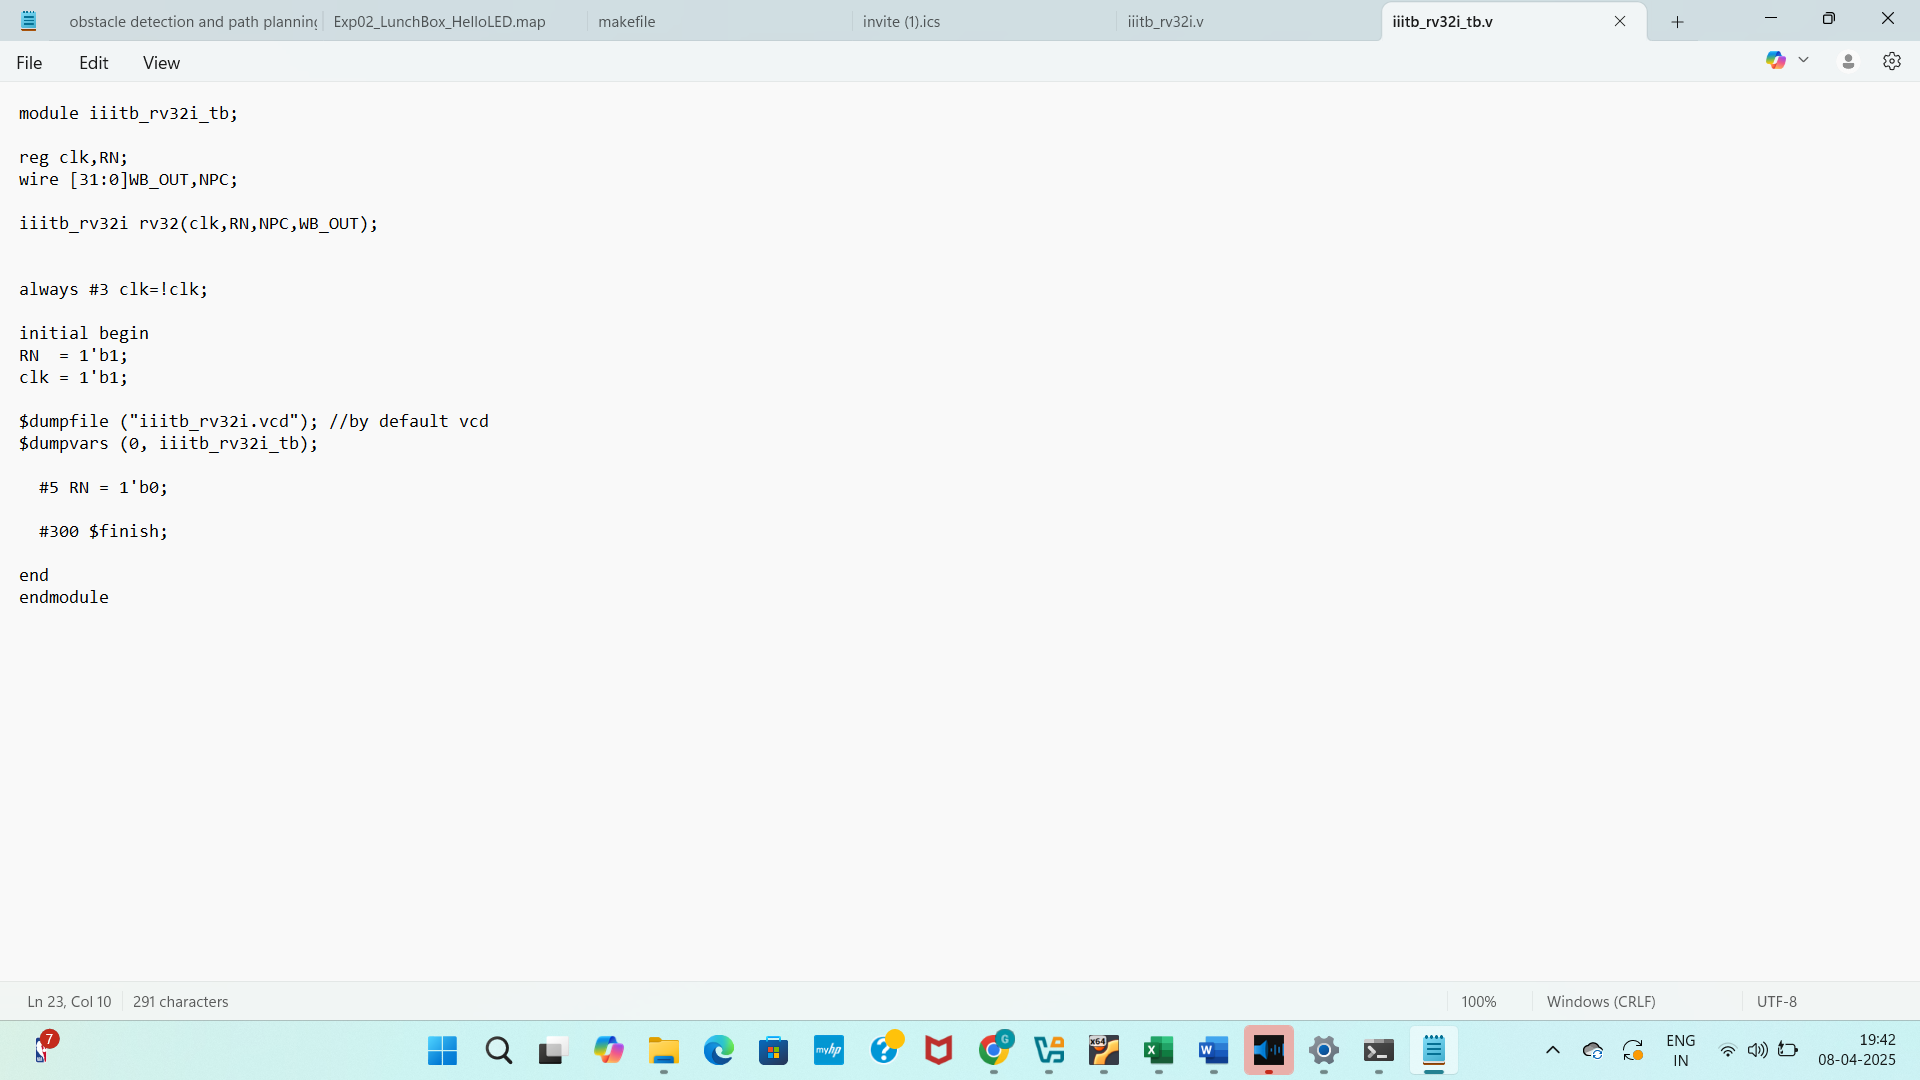 obstacle detection and path planning
Exp02_LunchBox_HelloLED.map
makefile
invite (1).ics
iiitb_rv32i.v
iiitb_rv32i_tb.v
File
Edit
View
module iiitb_rv32i_tb;
reg clk,RN;
wire [31:0]WB_OUT,NPC;
iiitb_rv32i rv32(clk,RN,NPC,WB_OUT);
always #3 clk=!clk;
initial begin
RN  = 1'b1;
clk = 1'b1;
$dumpfile ("iiitb_rv32i.vcd"); //by default vcd
$dumpvars (0, iiitb_rv32i_tb);
  #5 RN = 1'b0;
  #300 $finish;
end
endmodule
Ln 23, Col 10
291 characters
100%
Windows (CRLF)
UTF-8
7
myhp
G
x64
X
W
ENG
IN
19:42
08-04-2025